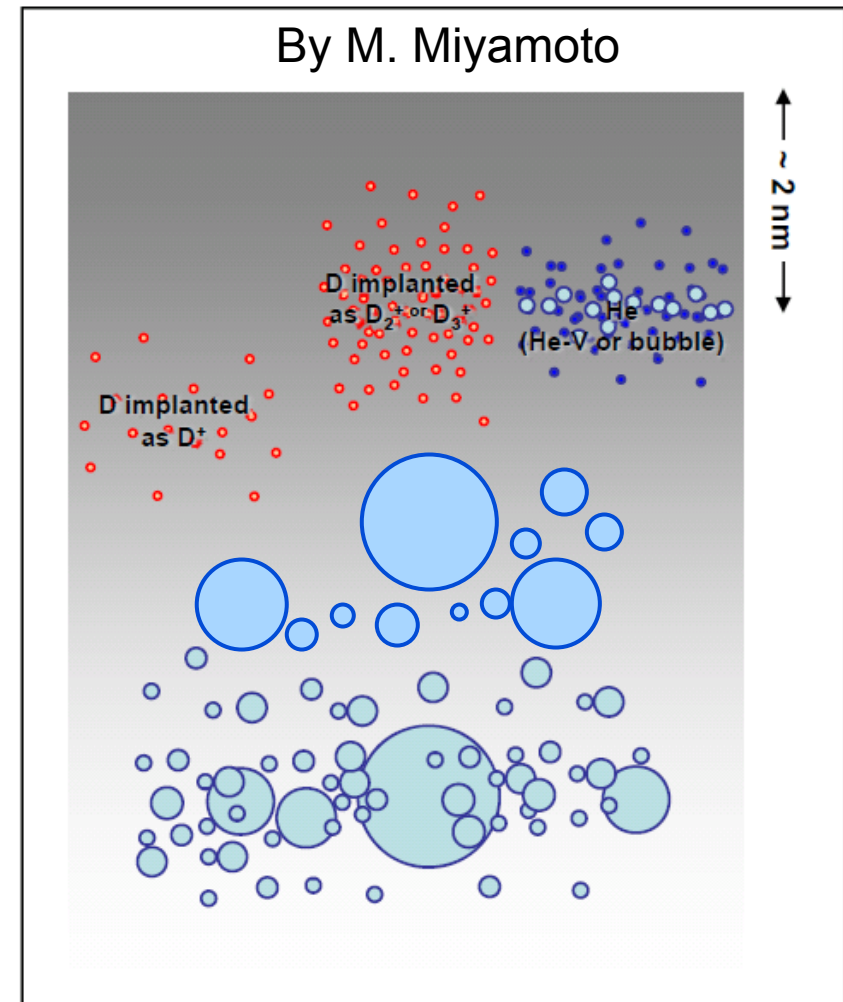 By M. Miyamoto
~ 2 nm
D implanted
as D₂⁺ or D₃⁺
He
(He-V or bubble)
D implanted
as D⁺